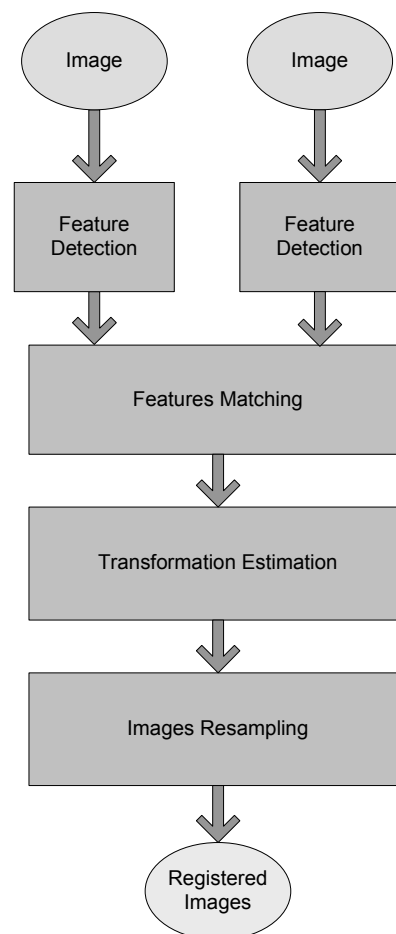 Image
Image
Feature
Detection
Feature
Detection
Features Matching
Transformation Estimation
Images Resampling
Registered
Images